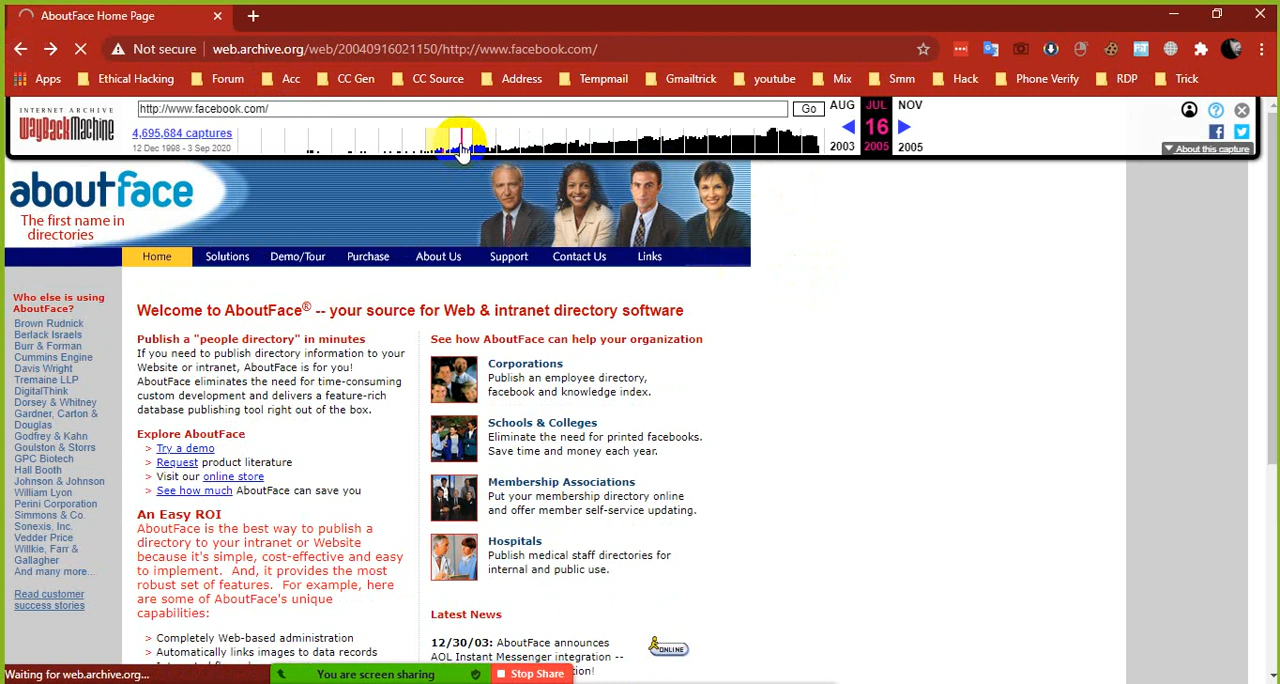 AboutFace Home Page
Not secure web.archive.org/web/20040916021150/http://www.facebook.com/
Apps Ethical Hacking Forum Acc CC Gen CC Source Address Tempmail Gmailtrick youtube Mix Smm Hack Phone Verify RDP Trick
INTERNET ARCHIVE
WayBackMachine
http://www.facebook.com/
Go
4,695,684 captures
12 Dec 1998 - 3 Sep 2020
AUG JUL NOV
16
2003 2005 2005
About this capture
aboutface
The first name in
directories
Home Solutions Demo/Tour Purchase About Us Support Contact Us Links
Who else is using
AboutFace?
Brown Rudnick
Berlack Israels
Burr & Forman
Cummins Engine
Davis Wright
Tremaine LLP
DigitalThink
Dorsey & Whitney
Gardner, Carton &
Douglas
Godfrey & Kahn
Goulston & Storrs
GPC Biotech
Hall Booth
Johnson & Johnson
William Lyon
Perini Corporation
Simmons & Co.
Sonexis, Inc.
Vedder Price
Willkie, Farr &
Gallagher
And many more...
Read customer
success stories
Welcome to AboutFace® -- your source for Web & intranet directory software
Publish a "people directory" in minutes
If you need to publish directory information to your
Website or intranet, AboutFace is for you!
AboutFace eliminates the need for time-consuming
custom development and delivers a feature-rich
database publishing tool right out of the box.
Explore AboutFace
> Try a demo
> Request product literature
> Visit our online store
> See how much AboutFace can save you
An Easy ROI
AboutFace is the best way to publish a
directory to your intranet or Website
because it's simple, cost-effective and easy
to implement. And, it provides the most
robust set of features. For example, here
are some of AboutFace's unique
capabilities:
> Completely Web-based administration
> Automatically links images to data records
See how AboutFace can help your organization
Corporations
Publish an employee directory,
facebook and knowledge index.
Schools & Colleges
Eliminate the need for printed facebooks.
Save time and money each year.
Membership Associations
Put your membership directory online
and offer member self-service updating.
Hospitals
Publish medical staff directories for
internal and public use.
Latest News
12/30/03: AboutFace announces
AOL Instant Messenger integration --
ONLINE
Waiting for web.archive.org...
You are screen sharing
Stop Share